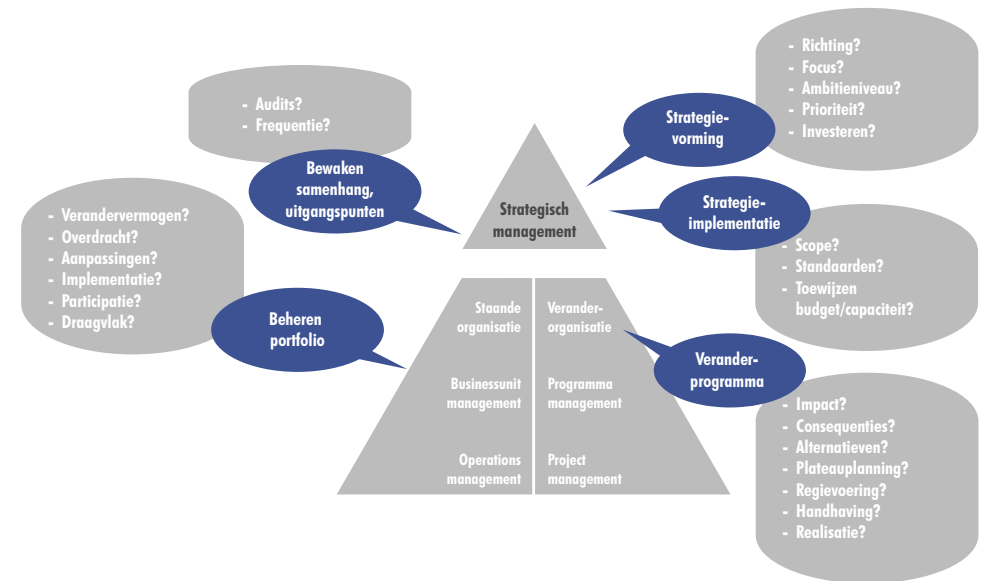 - Richting?
- Focus?
- Ambitieniveau?
- Prioriteit?
- Investeren?
Strategie-
vorming
- Audits?
- Frequentie?
Bewaken
samenhang,
uitgangspunten
Strategisch
management
Strategie-
implementatie
- Scope?
- Standaarden?
- Toewijzen
budget/capaciteit?
- Verandervermogen?
- Overdracht?
- Aanpassingen?
- Implementatie?
- Participatie?
- Draagvlak?
Beheren
portfolio
Staande
organisatie
Verander-
organisatie
Businessunit
management
Programma
management
Operations
management
Project
management
Verander-
programma
- Impact?
- Consequenties?
- Alternatieven?
- Plateauplanning?
- Regievoering?
- Handhaving?
- Realisatie?